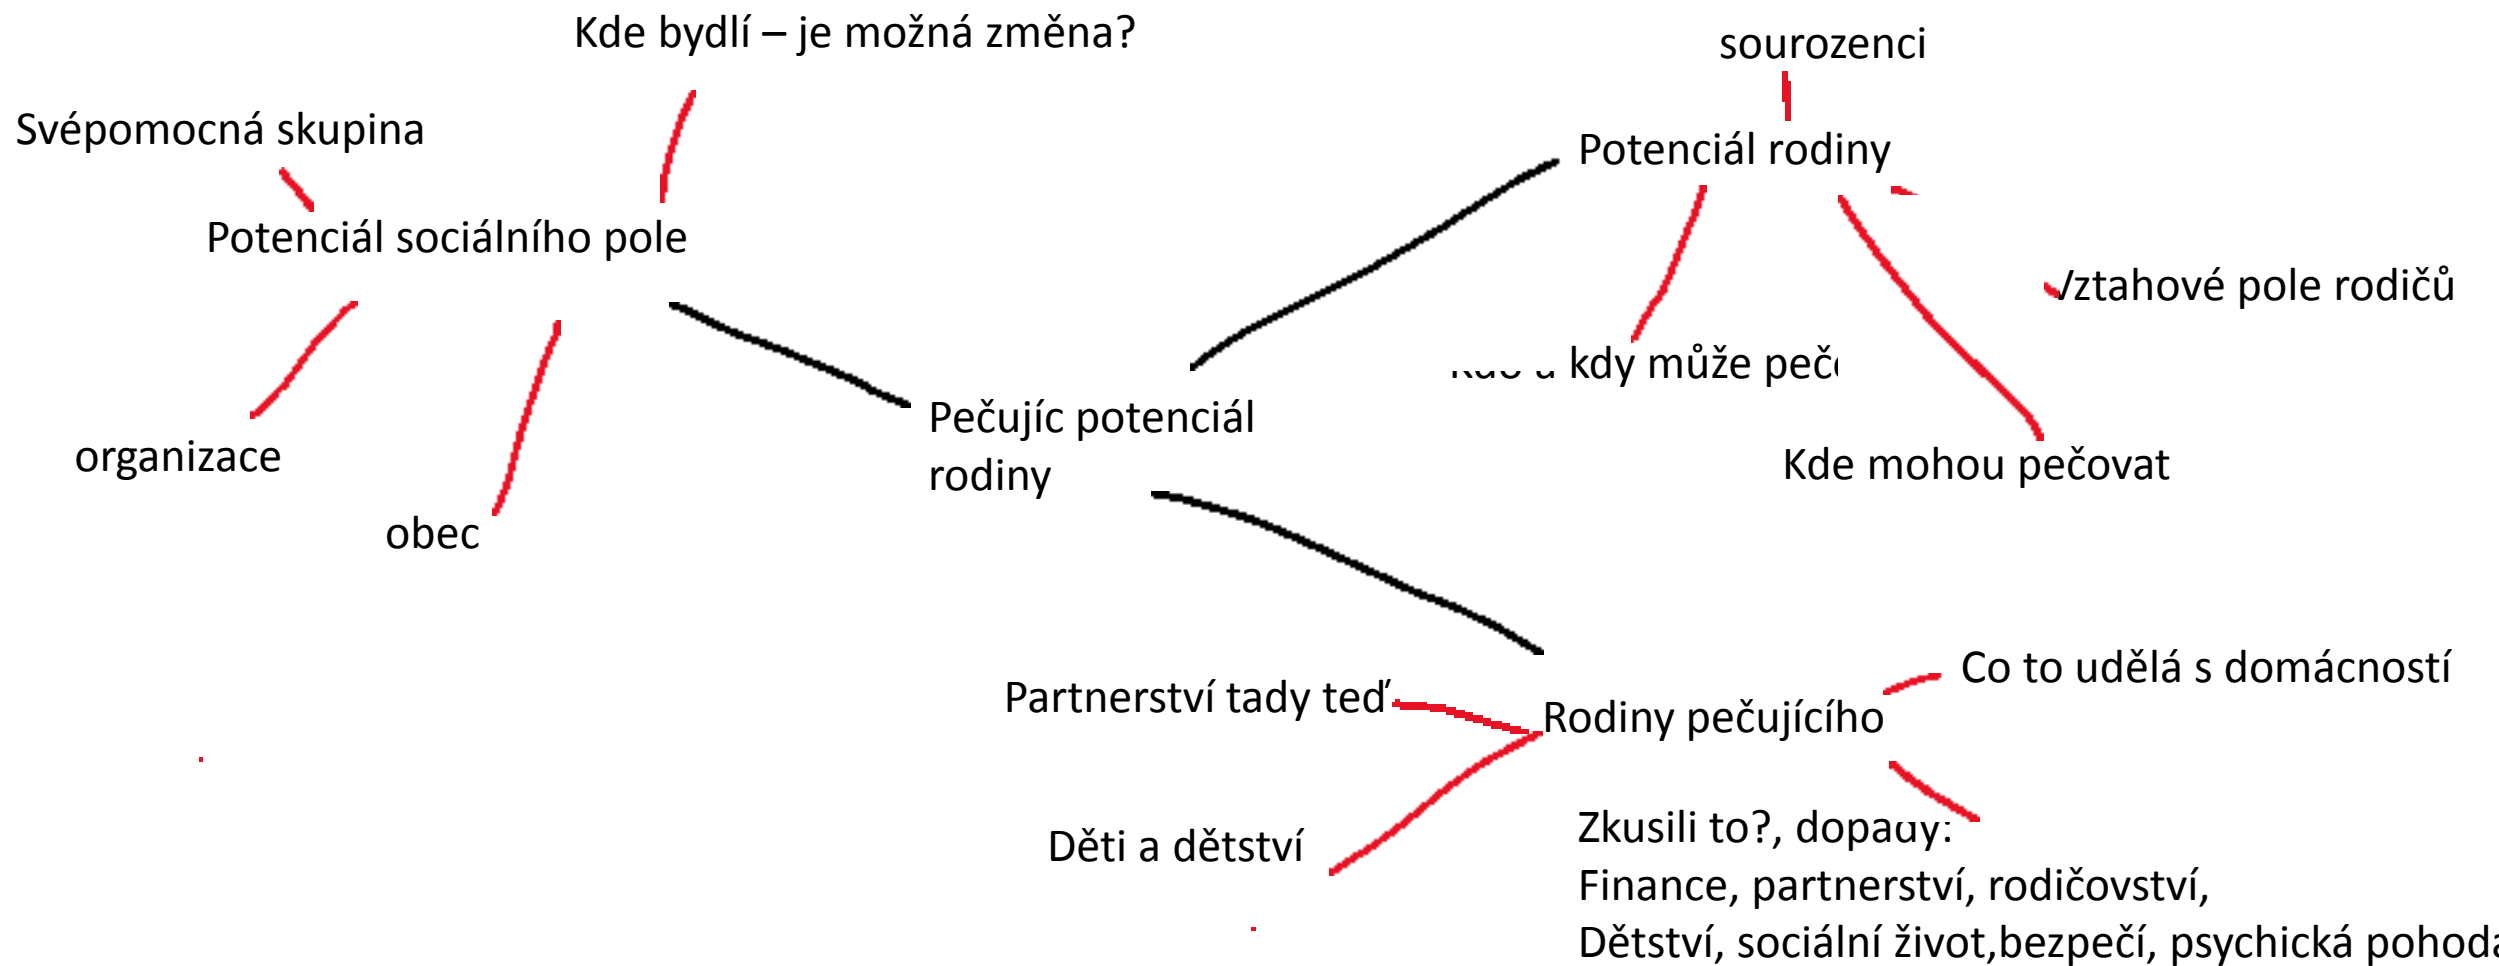 Kde bydlí – je možná změna?
sourozenci
Svépomocná skupina
Potenciál rodiny
Potenciál sociálního pole
Vztahové pole rodičů
kdy může
Pečujíc potenciál
rodiny
organizace
Kde mohou pečovat
obec
Co to udělá s domácností
Partnerství tady teď
Rodiny pečujícího
Zkusili to?, dopady:
Děti a dětství
Finance, partnerství, rodičovství,
Dětství, sociální život,bezpečí, psychická pohoda